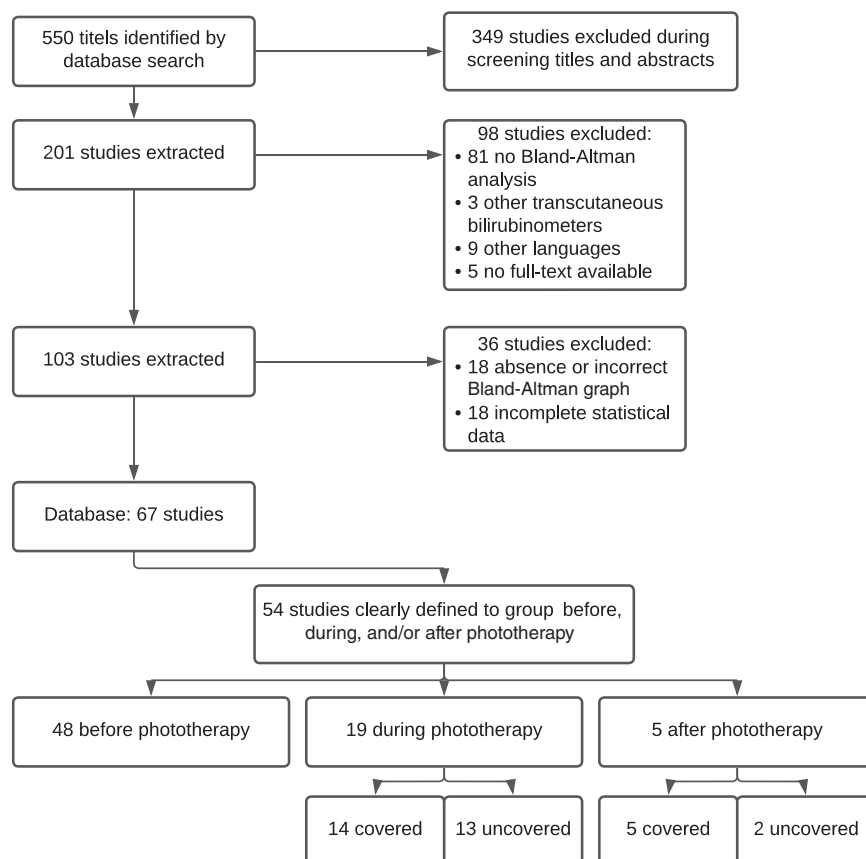 550 titels identified by
database search
349 studies excluded during
screening titles and abstracts
201 studies extracted
98 studies excluded:
• 81 no Bland-Altman
analysis
• 3 other transcutaneous
bilirubinometers
• 9 other languages
• 5 no full-text available
103 studies extracted
36 studies excluded:
• 18 absence or incorrect
Bland-Altman graph
• 18 incomplete statistical
data
Database: 67 studies
54 studies clearly defined to group before,
during, and/or after phototherapy
48 before phototherapy
19 during phototherapy
5 after phototherapy
14 covered
13 uncovered
5 covered
2 uncovered